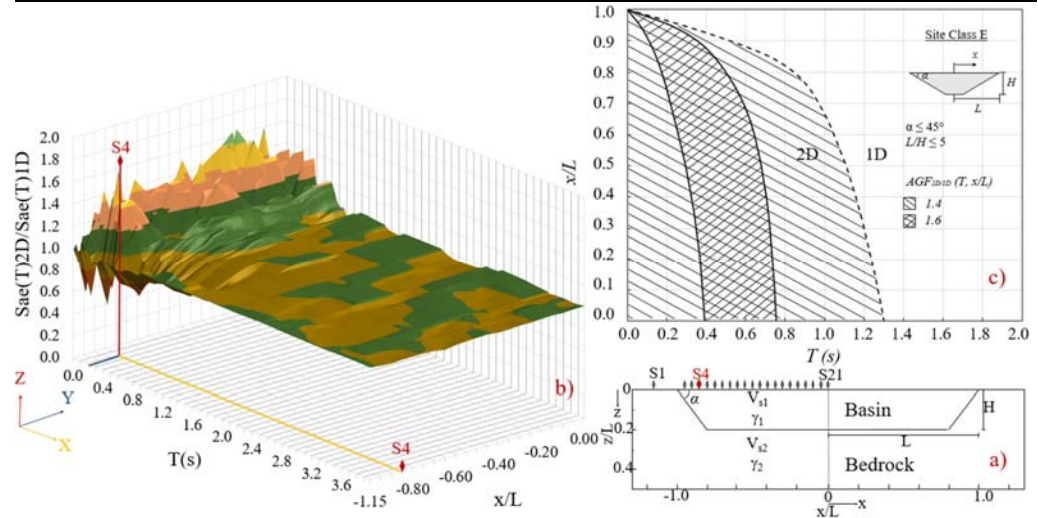 2.0
1.8
1.6
1.4
1.2
1.0
0.8
0.6
0.4
0.2
0.0
Sae(T)2D/Sae(T)1D
S4
0.0
0.4
0.8
1.2
1.6
2.0
2.4
2.8
3.2
3.6
T(s)
S4
-1.15
-0.80
-0.60
-0.40
-0.20
0.00
x/L
Z
Y
X
b)
1.0
0.9
0.8
0.7
0.6
0.5
0.4
0.3
0.2
0.1
0.0
x/L
Site Class E
x
α
H
L
α ≤ 45°
L/H ≤ 5
2D
1D
AGF2D/1D (T, x/L)
1.4
1.6
c)
0.0
0.2
0.4
0.6
0.8
1.0
1.2
1.4
1.6
1.8
2.0
T (s)
S1
S4
S21
0
0.2
0.4
z/L
z
α
Vs1
γ1
Basin
H
L
Vs2
γ2
Bedrock
a)
-1.0
0
1.0
x/L
x